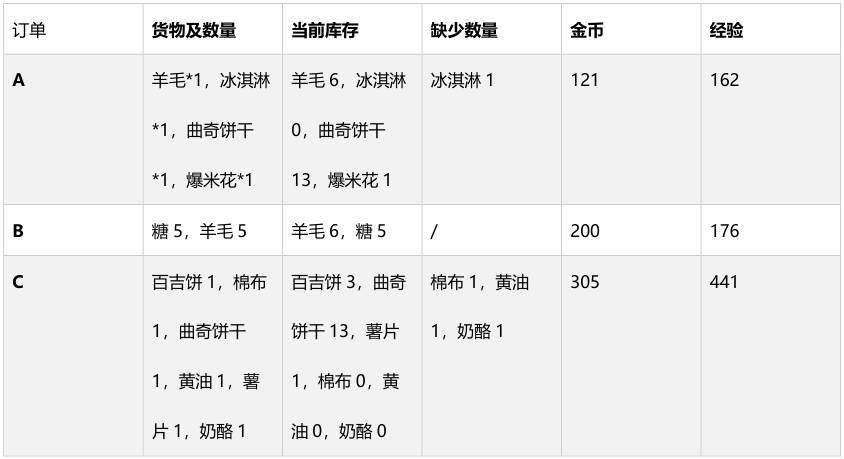 订单 货物及数量 当前库存 缺少数量 金币 经验
A 羊毛*1，冰淇淋 羊毛 6，冰淇淋 冰淇淋 1 121 162
*1，曲奇饼干 0，曲奇饼干
*1，爆米花*1 13，爆米花 1
B 糖 5，羊毛 5 羊毛 6，糖 5 / 200 176
C 百吉饼 1，棉布 百吉饼 3，曲奇 棉布 1，黄油 305 441
1，曲奇饼干 饼干 13，薯片 1，奶酪 1
1，黄油 1，薯 1，棉布 0，黄
片 1，奶酪 1 油 0，奶酪 0